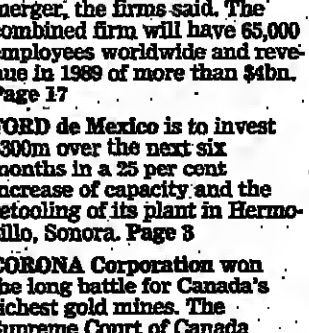 merger, the firms said. The
combined firm will have 65,000
employees worldwide and reve-
nue in 1989 of more than $4bn.
Page 17
FORD de Mexico is to invest
$300m over the next six
months in a 25 per cent
increase of capacity and the
retooling of its plant in Hermo-
sillo, Sonora. Page 3
CORONA Corporation won
the long battle for Canada's
richest gold mines. The
Supreme Court of Canada